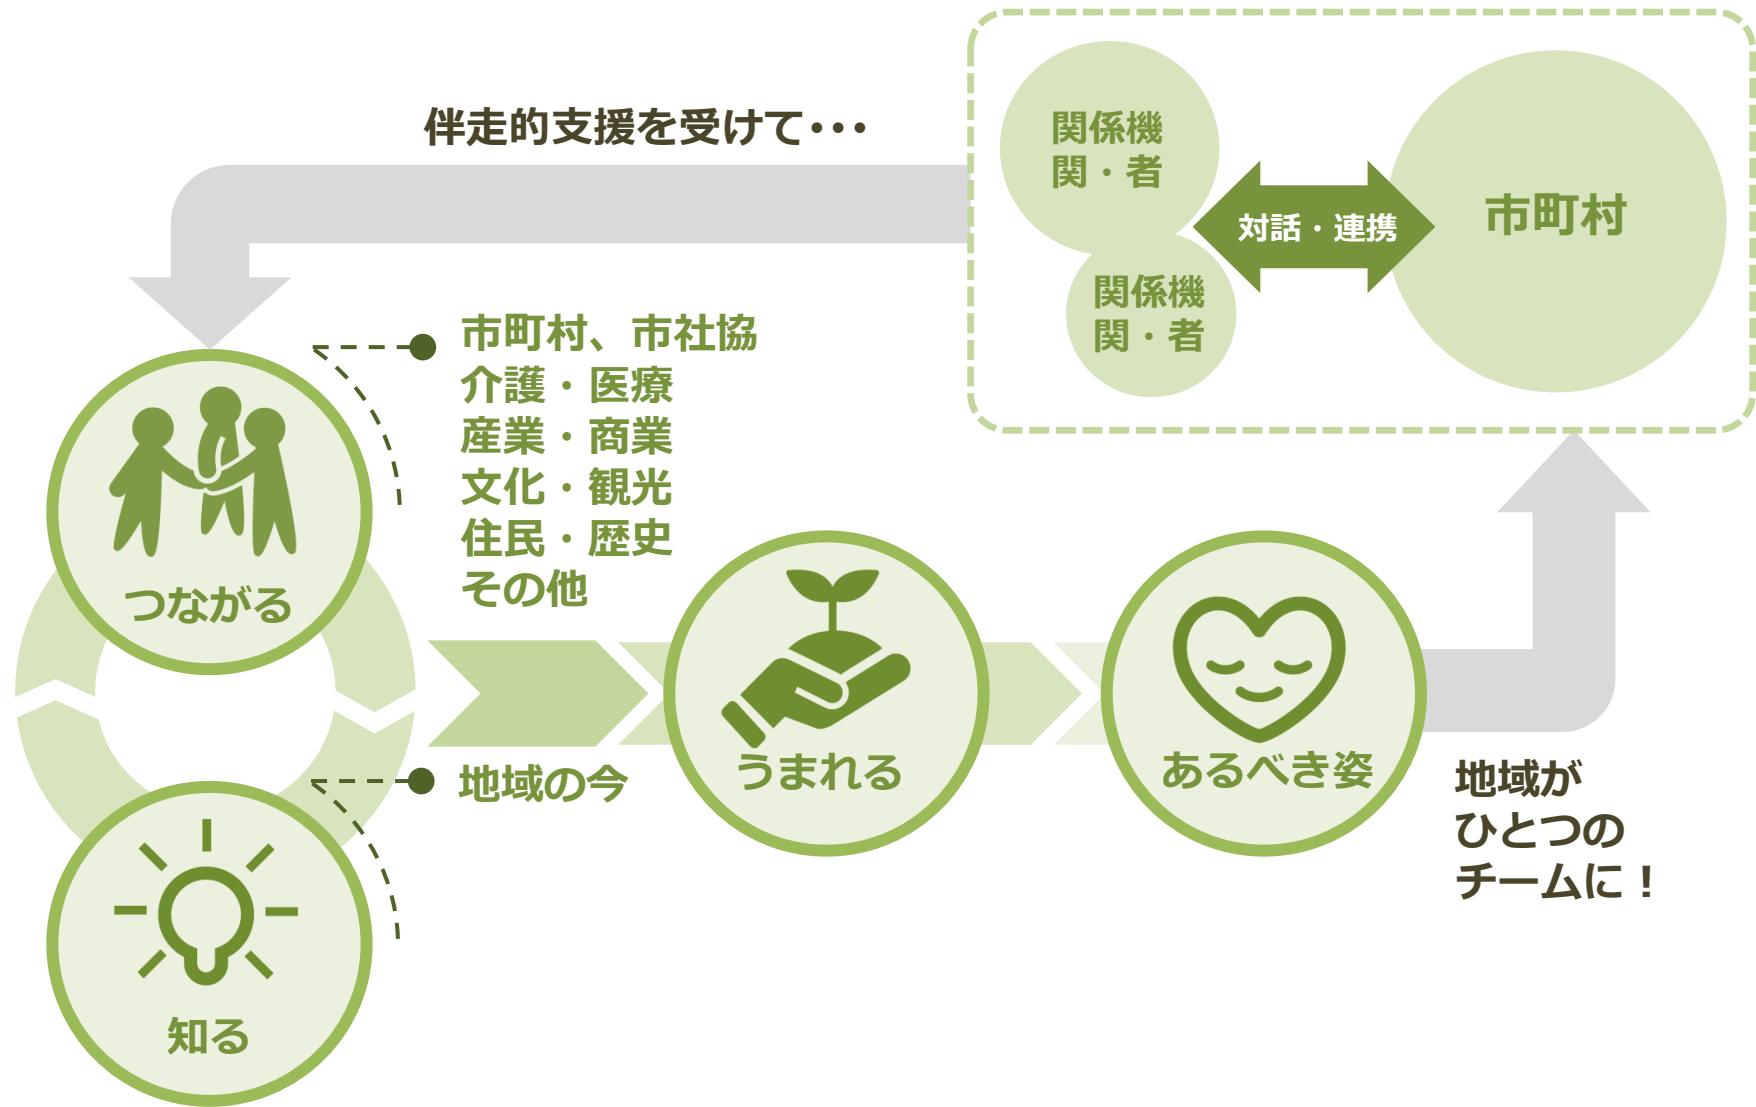 伴走的支援を受けて・・・
関係機
関・者
対話・連携
市町村
関係機
関・者
市町村、市社協
介護・医療
産業・商業
文化・観光
住民・歴史
その他
つながる
地域の今
知る
うまれる
あるべき姿
地域が
ひとつの
チームに！